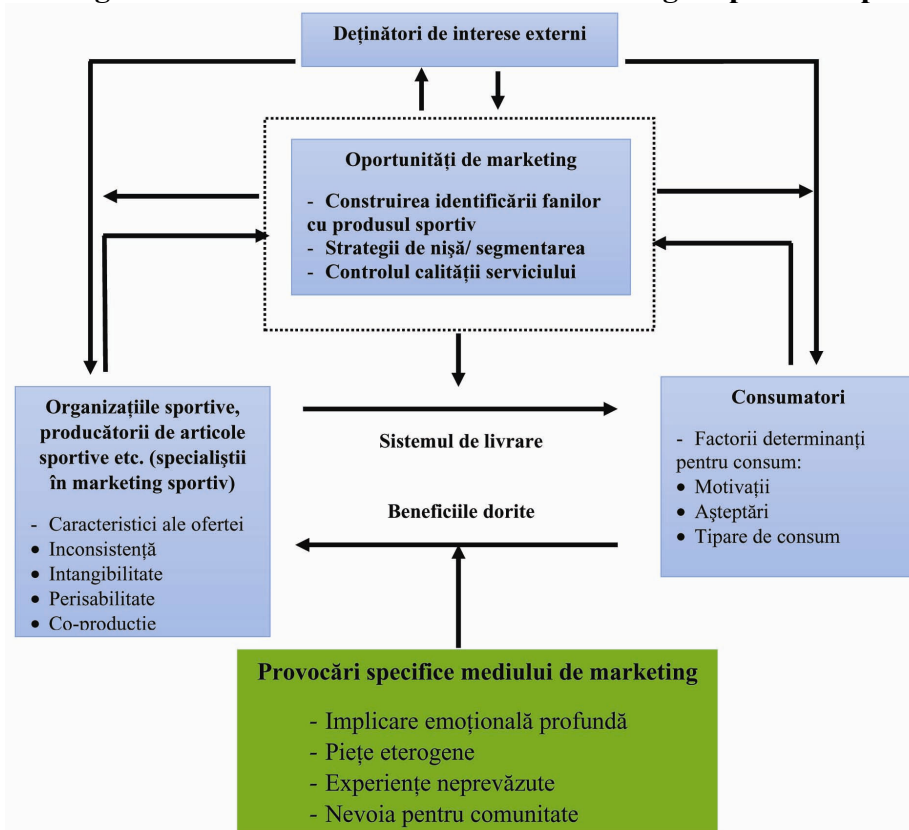 Deținători de interese externi
Oportunități de marketing
- Construirea identificării fanilor
cu produsul sportiv
- Strategii de nişă/ segmentarea
- Controlul calității serviciului
Organizațiile sportive,
producătorii de articole
sportive etc. (specialiştii
în marketing sportiv)
- Caracteristici ale ofertei
• Inconsistență
• Intangibilitate
• Perisabilitate
• Co-producție
Sistemul de livrare
Beneficiile dorite
Consumatori
- Factorii determinanți
pentru consum:
• Motivații
• Aşteptări
• Tipare de consum
Provocări specifice mediului de marketing
- Implicare emoțională profundă
- Piețe eterogene
- Experiențe neprevăzute
- Nevoia pentru comunitate